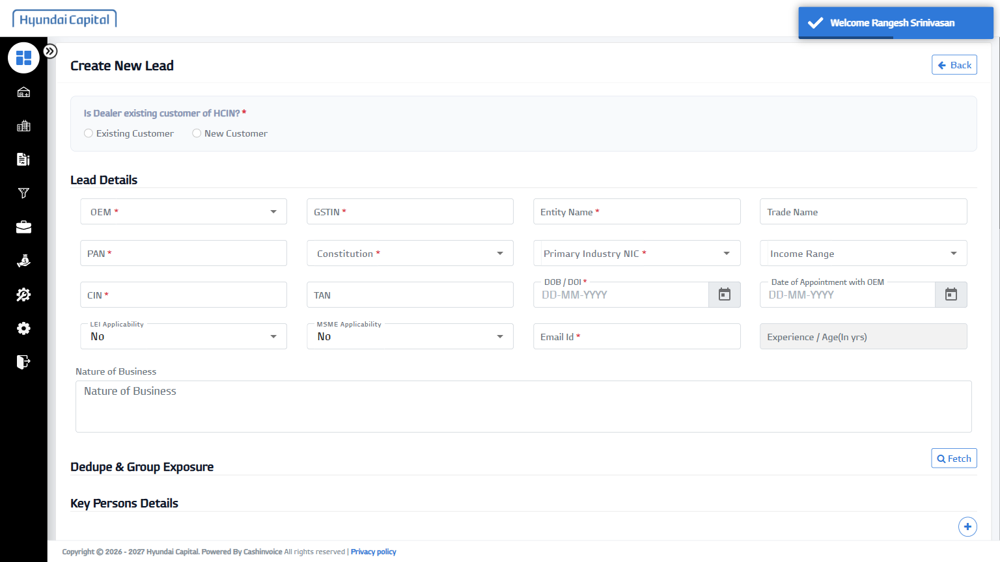 Hyundai Capital
Welcome Rangesh Srinivasan
Create New Lead
Back
Is Dealer existing customer of HCIN? *
Existing Customer
New Customer
Lead Details
OEM *
GSTIN *
Entity Name *
Trade Name
PAN *
Constitution *
Primary Industry NIC *
Income Range
CIN *
TAN
DOB / DOI *
DD-MM-YYYY
Date of Appointment with OEM
DD-MM-YYYY
LEI Applicability
No
MSME Applicability
No
Email Id *
Experience / Age(In yrs)
Nature of Business
Nature of Business
Dedupe & Group Exposure
Fetch
Key Persons Details
Copyright © 2026 - 2027 Hyundai Capital. Powered By Cashinvoice All rights reserved | Privacy policy